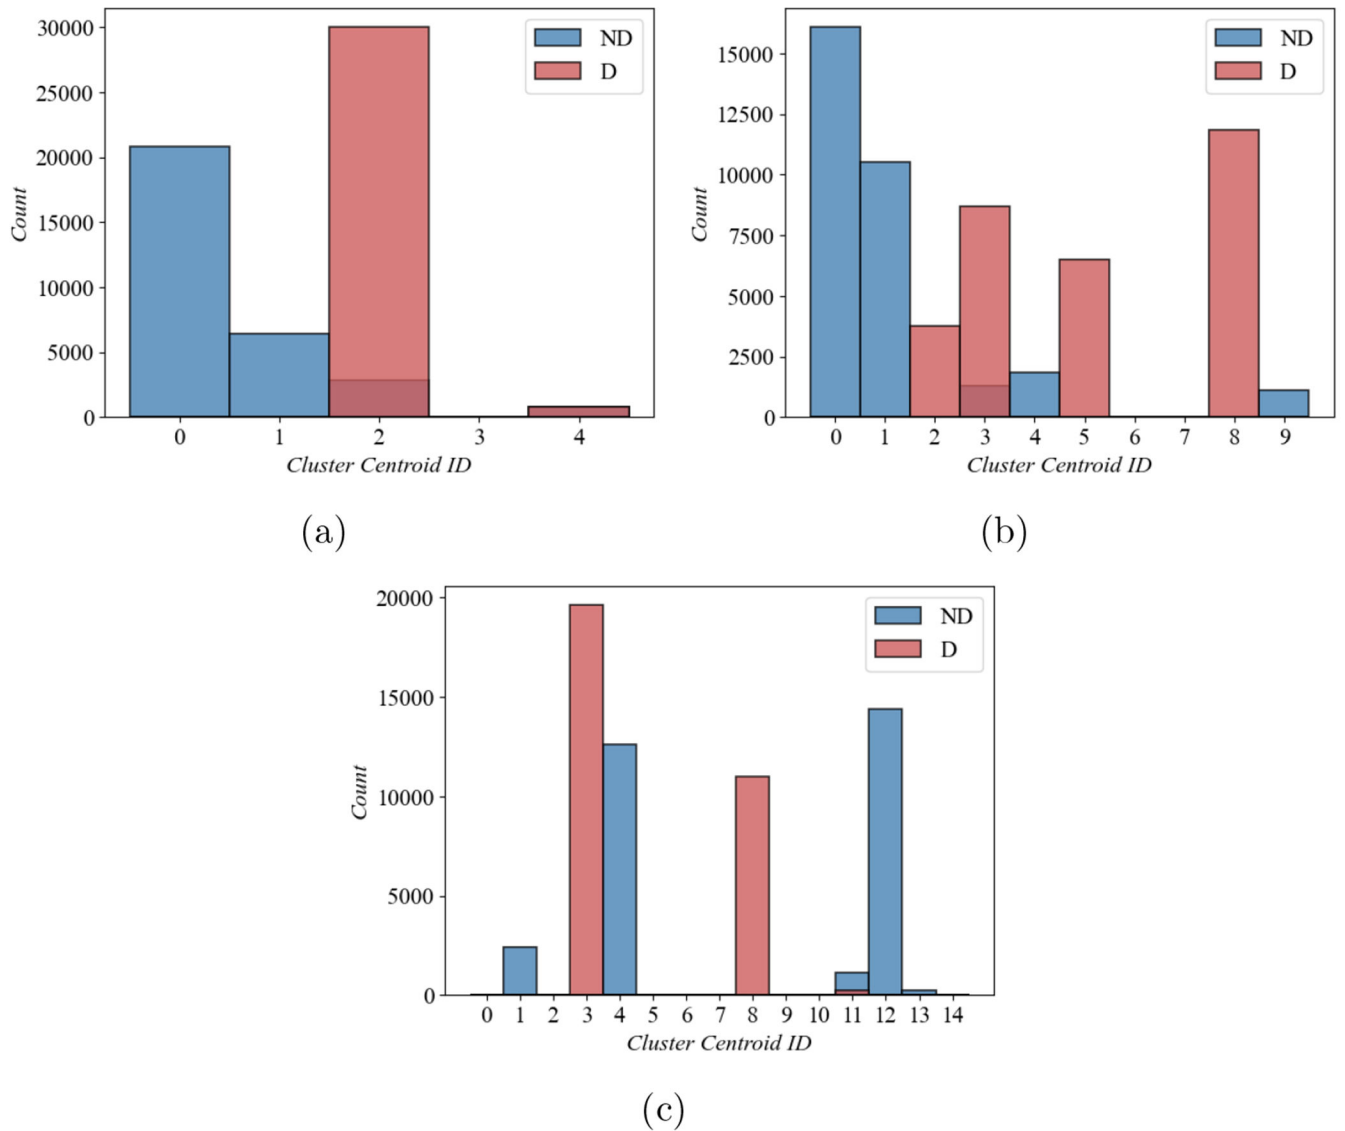 30000
25000
20000
15000
10000
5000
0
Count
ND
D
0 1 2 3 4
Cluster Centroid ID
(a)
15000
12500
10000
7500
5000
2500
0
Count
ND
D
0 1 2 3 4 5 6 7 8 9
Cluster Centroid ID
(b)
20000
15000
10000
5000
0
Count
ND
D
0 1 2 3 4 5 6 7 8 9 10 11 12 13 14
Cluster Centroid ID
(c)